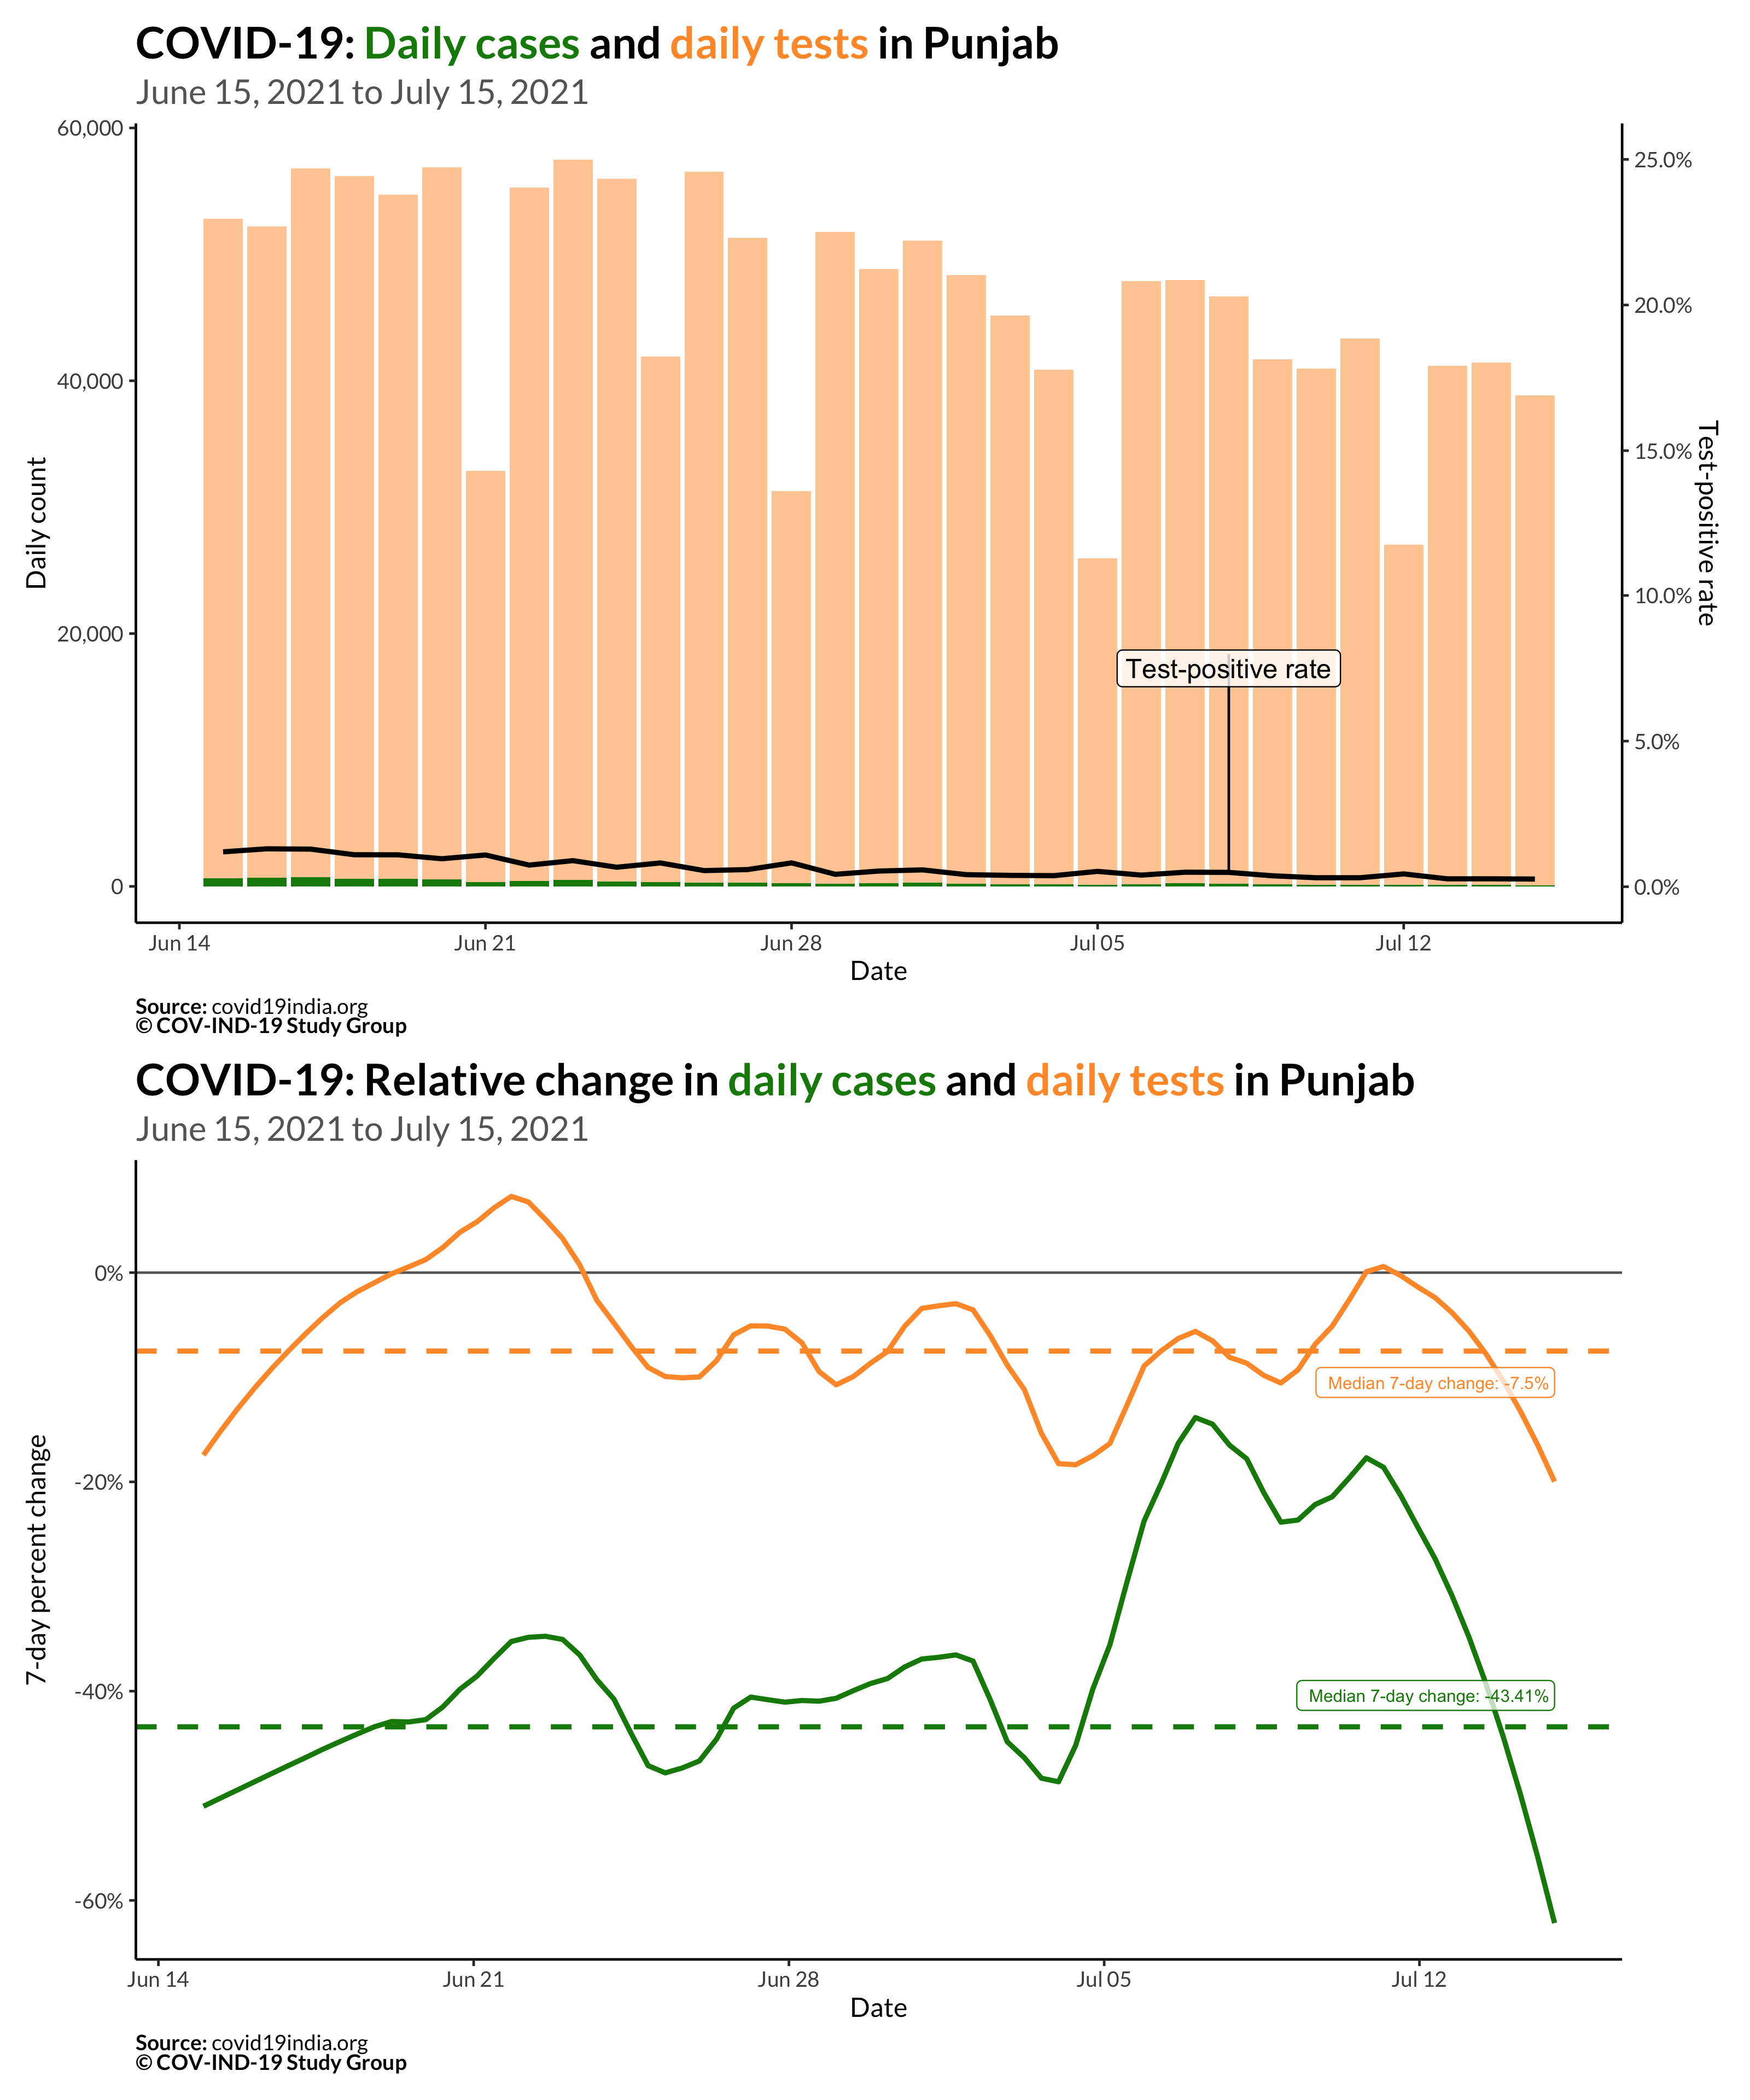 COVID-19: Daily cases and daily tests in Punjab
June 15, 2021 to July 15, 2021
60,000
40,000
20,000
0
Daily count
25.0%
20.0%
15.0%
10.0%
5.0%
0.0%
Test-positive rate
Test-positive rate
Jun 14
Jun 21
Jun 28
Jul 05
Jul 12
Date
Source: covid19india.org
© COV-IND-19 Study Group
COVID-19: Relative change in daily cases and daily tests in Punjab
June 15, 2021 to July 15, 2021
0%
-20%
-40%
-60%
7-day percent change
Median 7-day change: -7.5%
Median 7-day change: -43.41%
Jun 14
Jun 21
Jun 28
Jul 05
Jul 12
Date
Source: covid19india.org
© COV-IND-19 Study Group